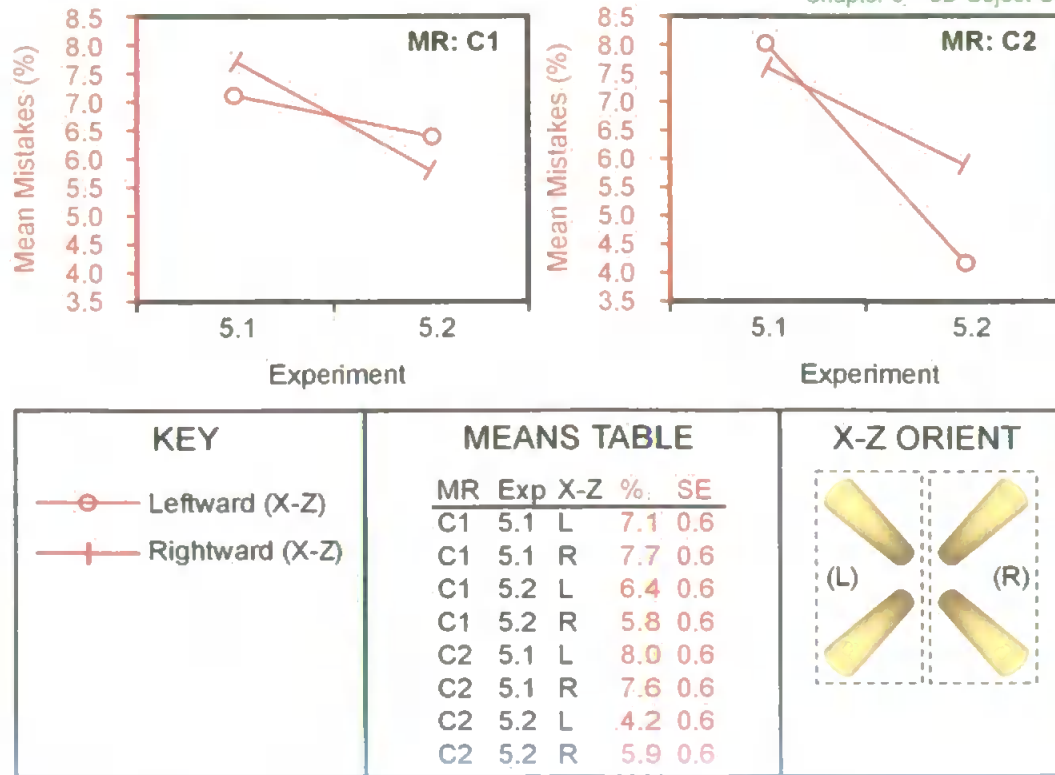 MR: C1
Mean Mistakes (%)
8.5
8.0
7.5
7.0
6.5
6.0
5.5
5.0
4.5
4.0
3.5
5.1 5.2
Experiment
MR: C2
Mean Mistakes (%)
8.5
8.0
7.5
7.0
6.5
6.0
5.5
5.0
4.5
4.0
3.5
5.1 5.2
Experiment
KEY
Leftward (X-Z)
Rightward (X-Z)
MEANS TABLE
MR Exp X-Z % SE
C1 5.1 L 7.1 0.6
C1 5.1 R 7.7 0.6
C1 5.2 L 6.4 0.6
C1 5.2 R 5.8 0.6
C2 5.1 L 8.0 0.6
C2 5.1 R 7.6 0.6
C2 5.2 L 4.2 0.6
C2 5.2 R 5.9 0.6
X-Z ORIENT
(L) (R)